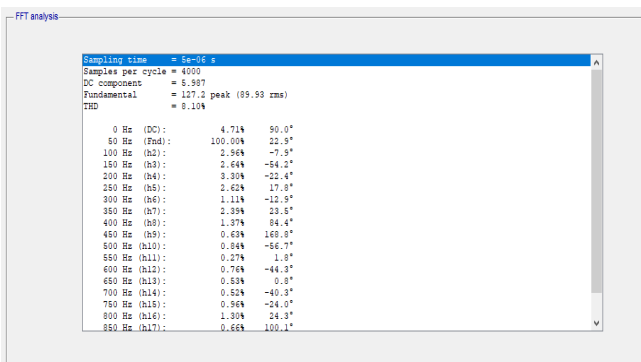 FFT analysis
Sampling time = 5e-06 s
Samples per cycle = 4000
DC component = 5.987
Fundamental = 127.2 peak (89.93 rms)
THD = 8.10%
0 Hz (DC): 4.71% 90.0°
50 Hz (Fnd): 100.00% 22.9°
100 Hz (h2): 2.96% -7.9°
150 Hz (h3): 2.64% -54.2°
200 Hz (h4): 3.30% -22.4°
250 Hz (h5): 2.62% 17.8°
300 Hz (h6): 1.11% -12.9°
350 Hz (h7): 2.39% 23.5°
400 Hz (h8): 1.37% 84.4°
450 Hz (h9): 0.63% 168.8°
500 Hz (h10): 0.84% -56.7°
550 Hz (h11): 0.27% 1.8°
600 Hz (h12): 0.76% -44.3°
650 Hz (h13): 0.53% 0.8°
700 Hz (h14): 0.52% -40.3°
750 Hz (h15): 0.96% -24.0°
800 Hz (h16): 1.30% 24.3°
850 Hz (h17): 0.66% 100.1°